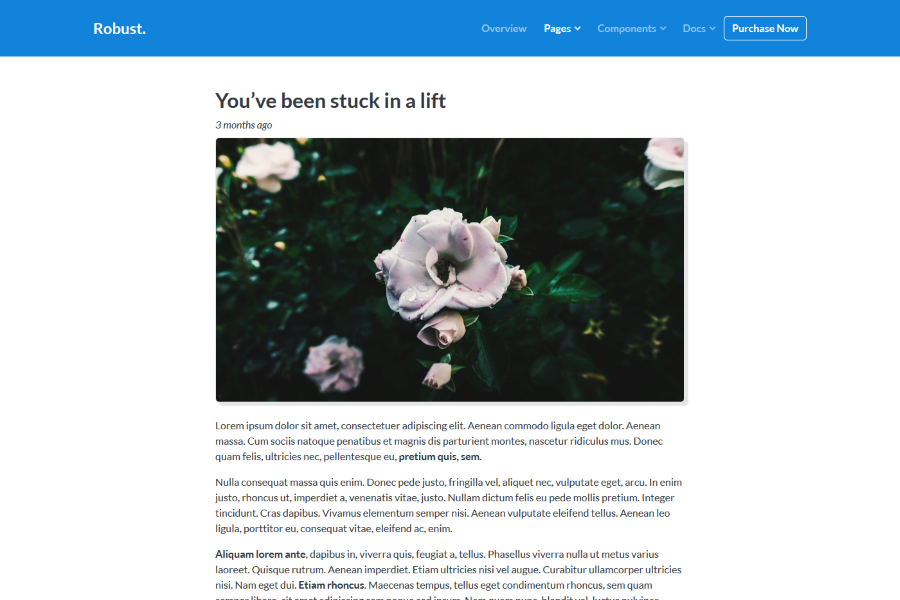 Robust.
Overview Pages Components Docs Purchase Now
You’ve been stuck in a lift
3 months ago
Lorem ipsum dolor sit amet, consectetuer adipiscing elit. Aenean commodo ligula eget dolor. Aenean
massa. Cum sociis natoque penatibus et magnis dis parturient montes, nascetur ridiculus mus. Donec
quam felis, ultricies nec, pellentesque eu, pretium quis, sem.
Nulla consequat massa quis enim. Donec pede justo, fringilla vel, aliquet nec, vulputate eget, arcu. In enim
justo, rhoncus ut, imperdiet a, venenatis vitae, justo. Nullam dictum felis eu pede mollis pretium. Integer
tincidunt. Cras dapibus. Vivamus elementum semper nisi. Aenean vulputate eleifend tellus. Aenean leo
ligula, porttitor eu, consequat vitae, eleifend ac, enim.
Aliquam lorem ante, dapibus in, viverra quis, feugiat a, tellus. Phasellus viverra nulla ut metus varius
laoreet. Quisque rutrum. Aenean imperdiet. Etiam ultricies nisi vel augue. Curabitur ullamcorper ultricies
nisi. Nam eget dui. Etiam rhoncus. Maecenas tempus, tellus eget condimentum rhoncus, sem quam